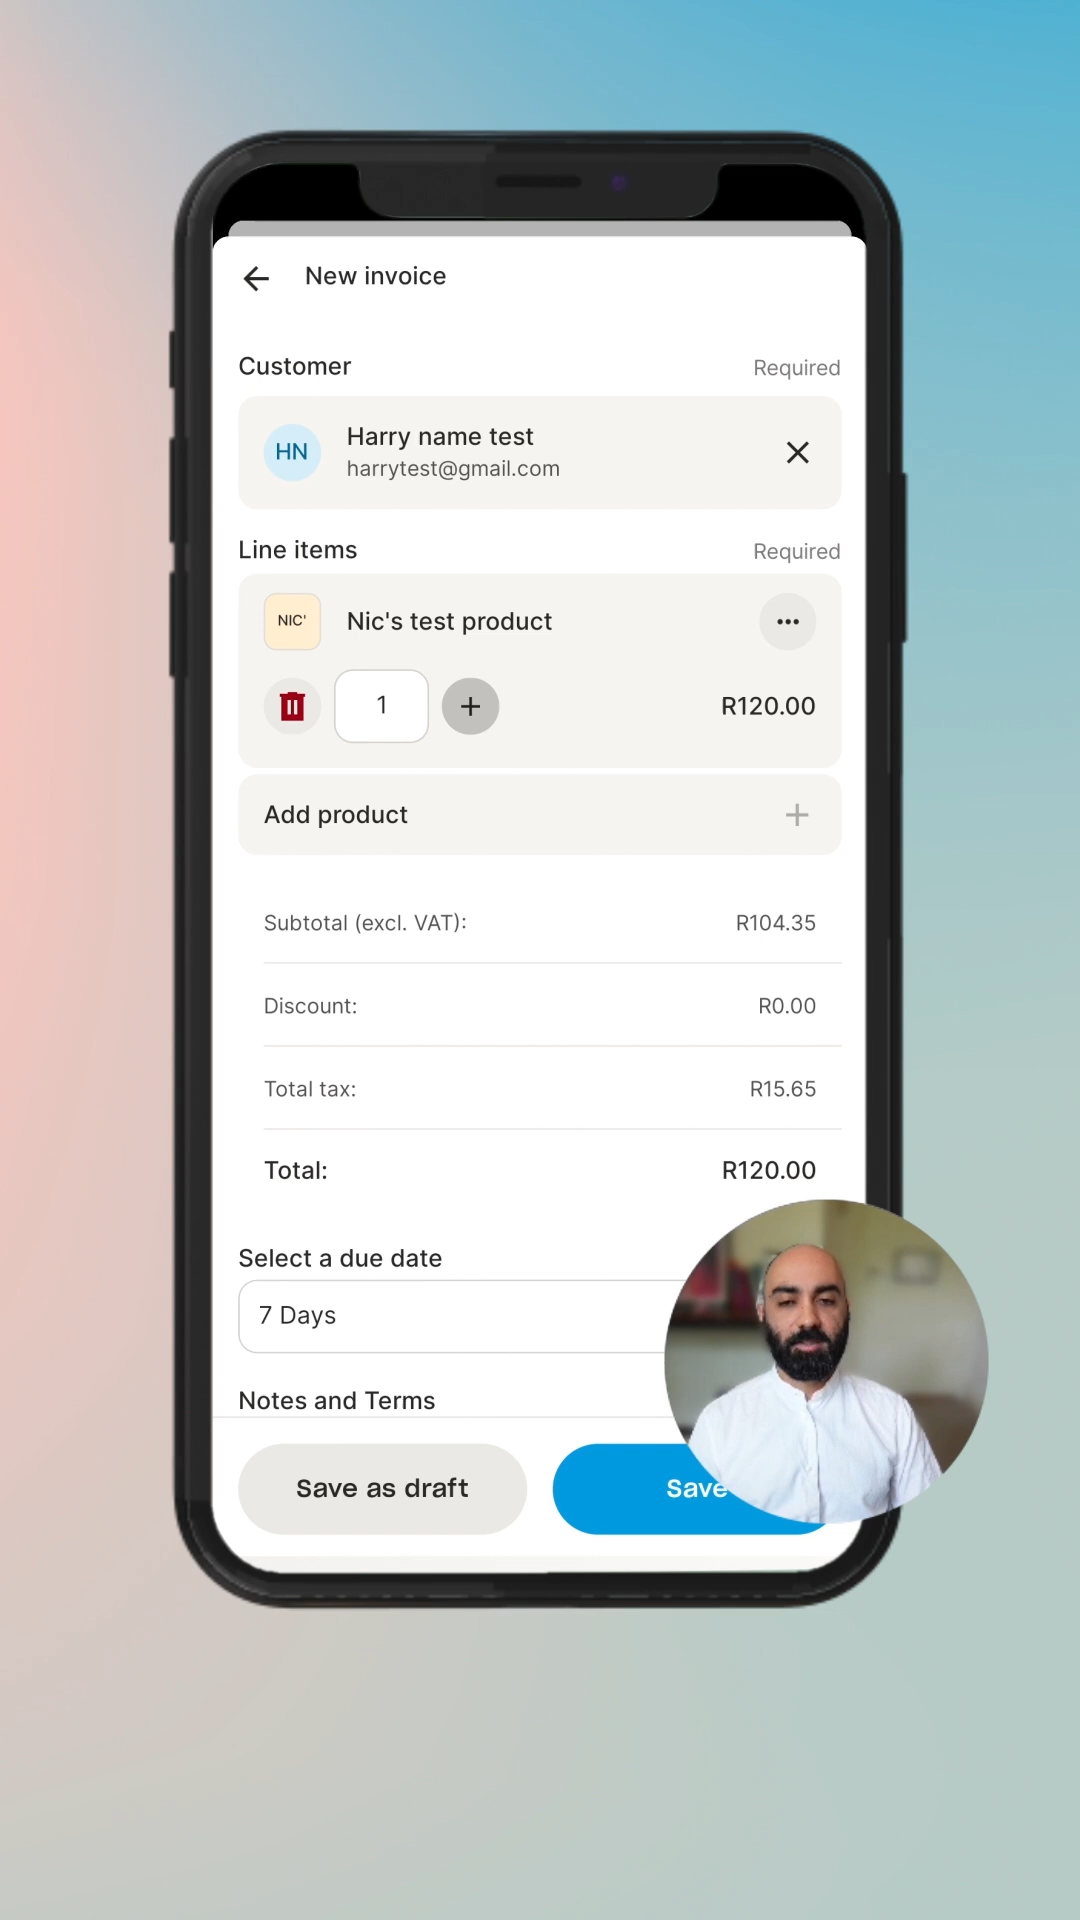 New invoice
Customer
Required
HN
Harry name test
harrytest@gmail.com
Line items
Required
NIC'
Nic's test product
1
R120.00
Add product
Subtotal (excl. VAT):
R104.35
Discount:
R0.00
Total tax:
R15.65
Total:
R120.00
Select a due date
7 Days
Notes and Terms
Save as draft
Save